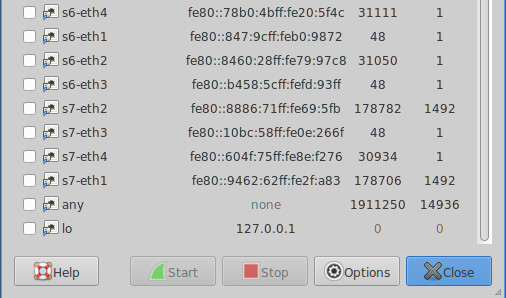 s6-eth4 fe80::78b0:4bff:fe20:5f4c 31111 1
s6-eth1 fe80::847:9cff:feb0:9872 48 1
s6-eth2 fe80::8460:28ff:fe79:97c8 31050 1
s6-eth3 fe80::b458:5cff:fefd:93ff 48 1
s7-eth2 fe80::8886:71ff:fe69:5fb 178782 1492
s7-eth3 fe80::10bc:58ff:fe0e:266f 48 1
s7-eth4 fe80::604f:75ff:fe8e:f276 30934 1
s7-eth1 fe80::9462:62ff:fe2f:a83 178706 1492
any none 1911250 14936
lo 127.0.0.1 0 0
Help Start Stop Options Close